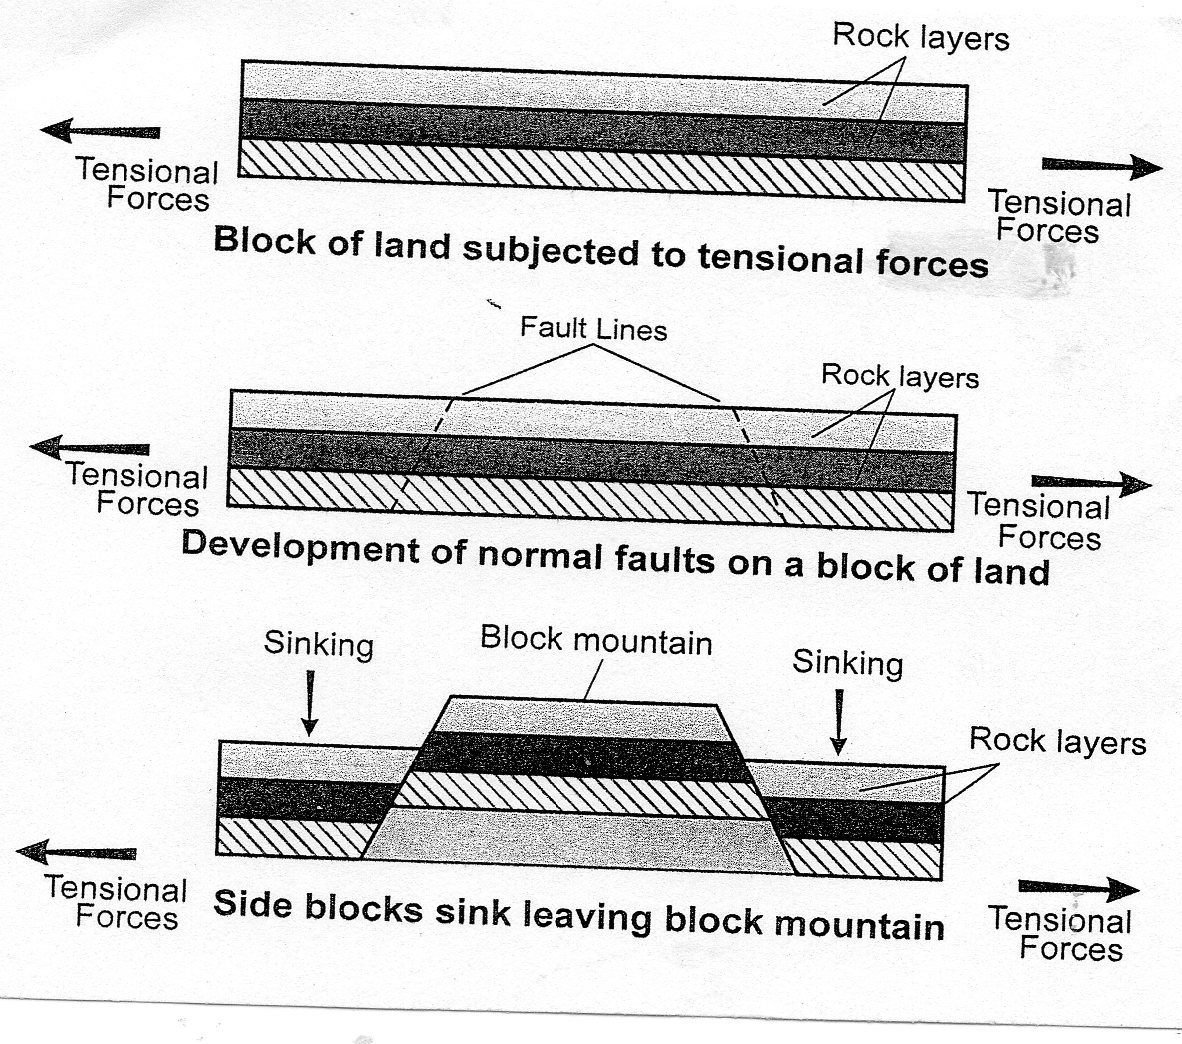 Rock layers
Tensional
Forces
Tensional
Forces
Block of land subjected to tensional forces
Fault Lines
Rock layers
Tensional
Forces
Tensional
Forces
Development of normal faults on a block of land
Sinking
Block mountain
Sinking
Rock layers
Tensional
Forces
Side blocks sink leaving block mountain
Tensional
Forces